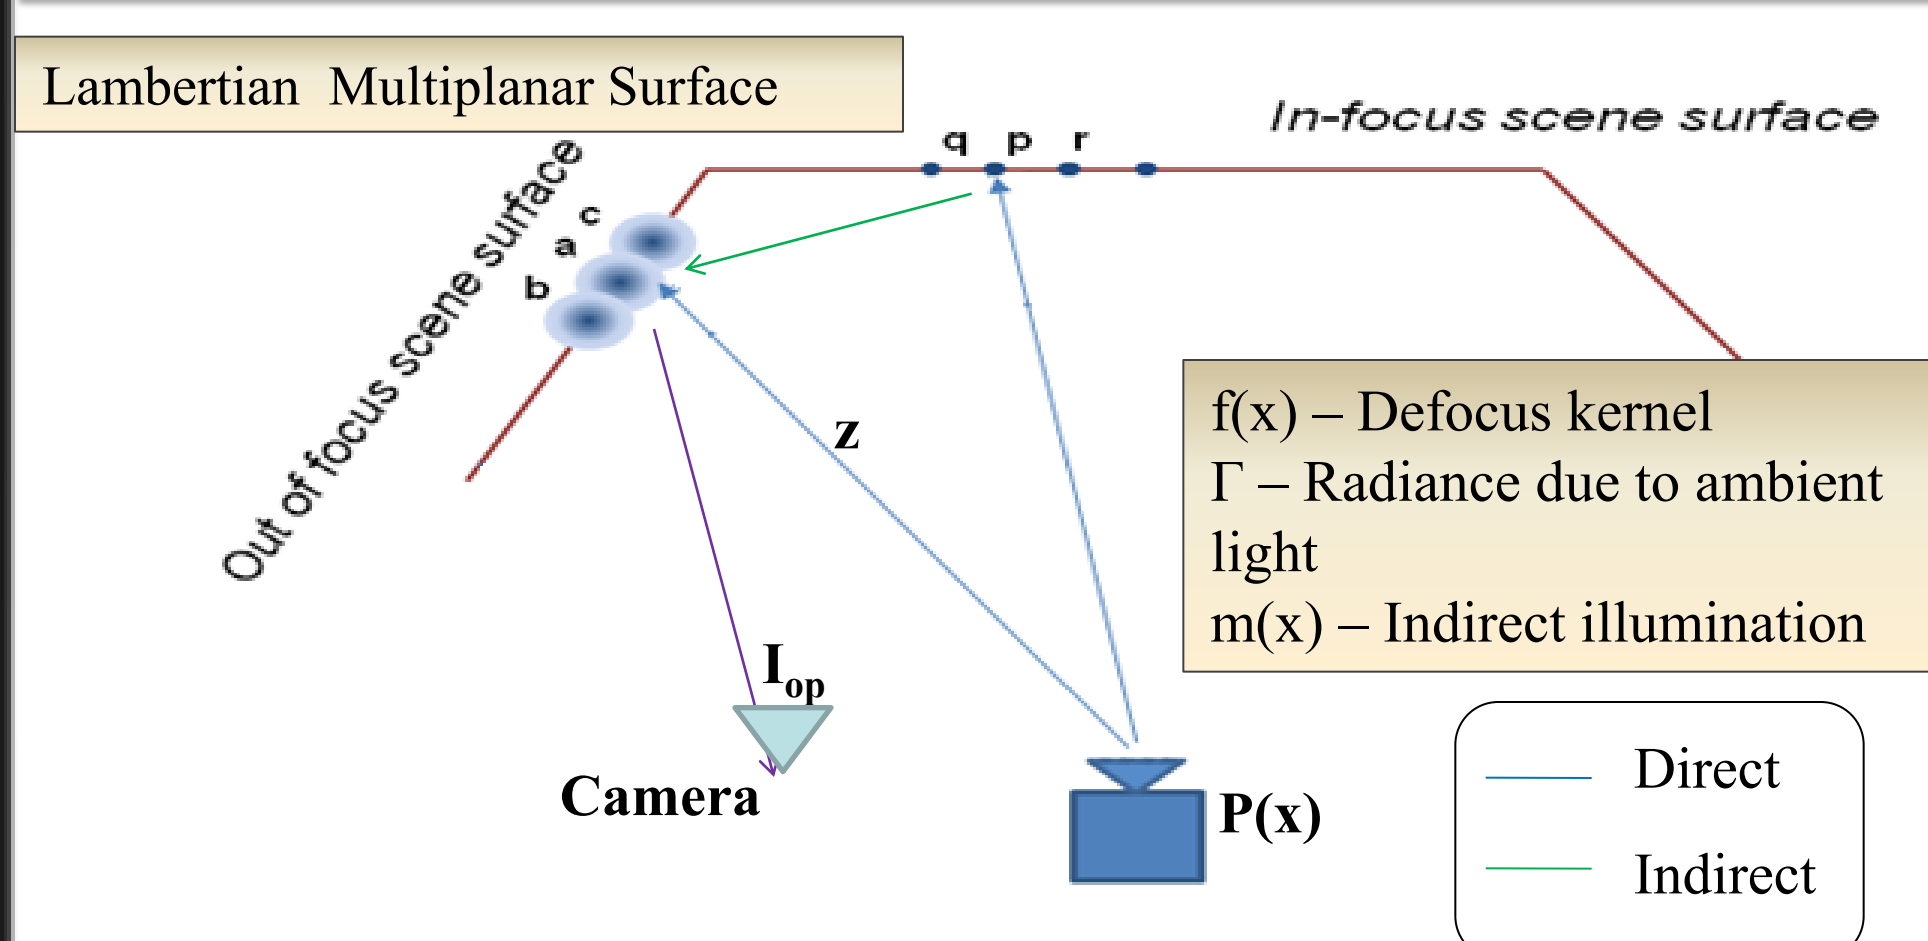 Lambertian Multiplanar Surface
In-focus scene surface
q p r
Out of focus scene surface
c
a
b
z
f(x) – Defocus kernel
Γ – Radiance due to ambient
light
m(x) – Indirect illumination
Iop
Camera
P(x)
Direct
Indirect